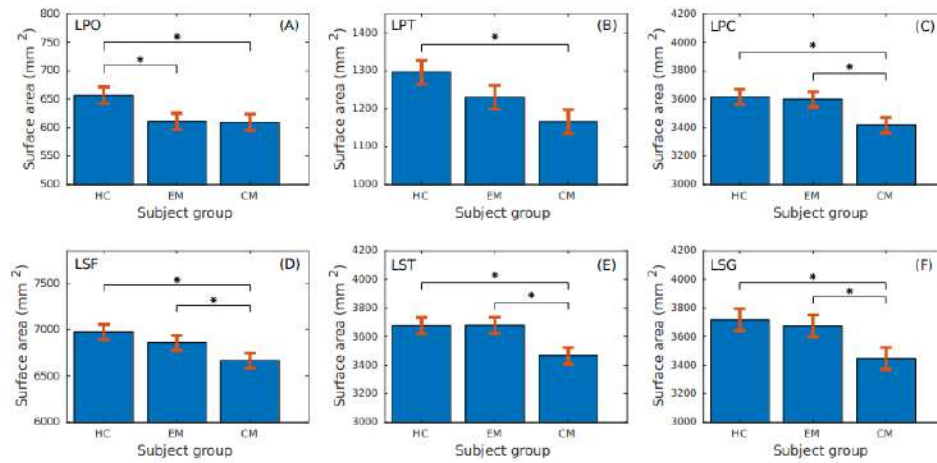 LPO (A)
Surface area (mm 2)
800
750
700
650
600
550
500
*
*
HC EM CM
Subject group
LPT (B)
Surface area (mm 2)
1400
1300
1200
1100
1000
*
HC EM CM
Subject group
LPC (C)
Surface area (mm 2)
4200
4000
3800
3600
3400
3200
3000
*
*
HC EM CM
Subject group
LSF (D)
Surface area (mm 2)
7500
7000
6500
6000
*
*
HC EM CM
Subject group
LST (E)
Surface area (mm 2)
4200
4000
3800
3600
3400
3200
3000
*
*
HC EM CM
Subject group
LSG (F)
Surface area (mm 2)
4200
4000
3800
3600
3400
3200
3000
*
*
HC EM CM
Subject group